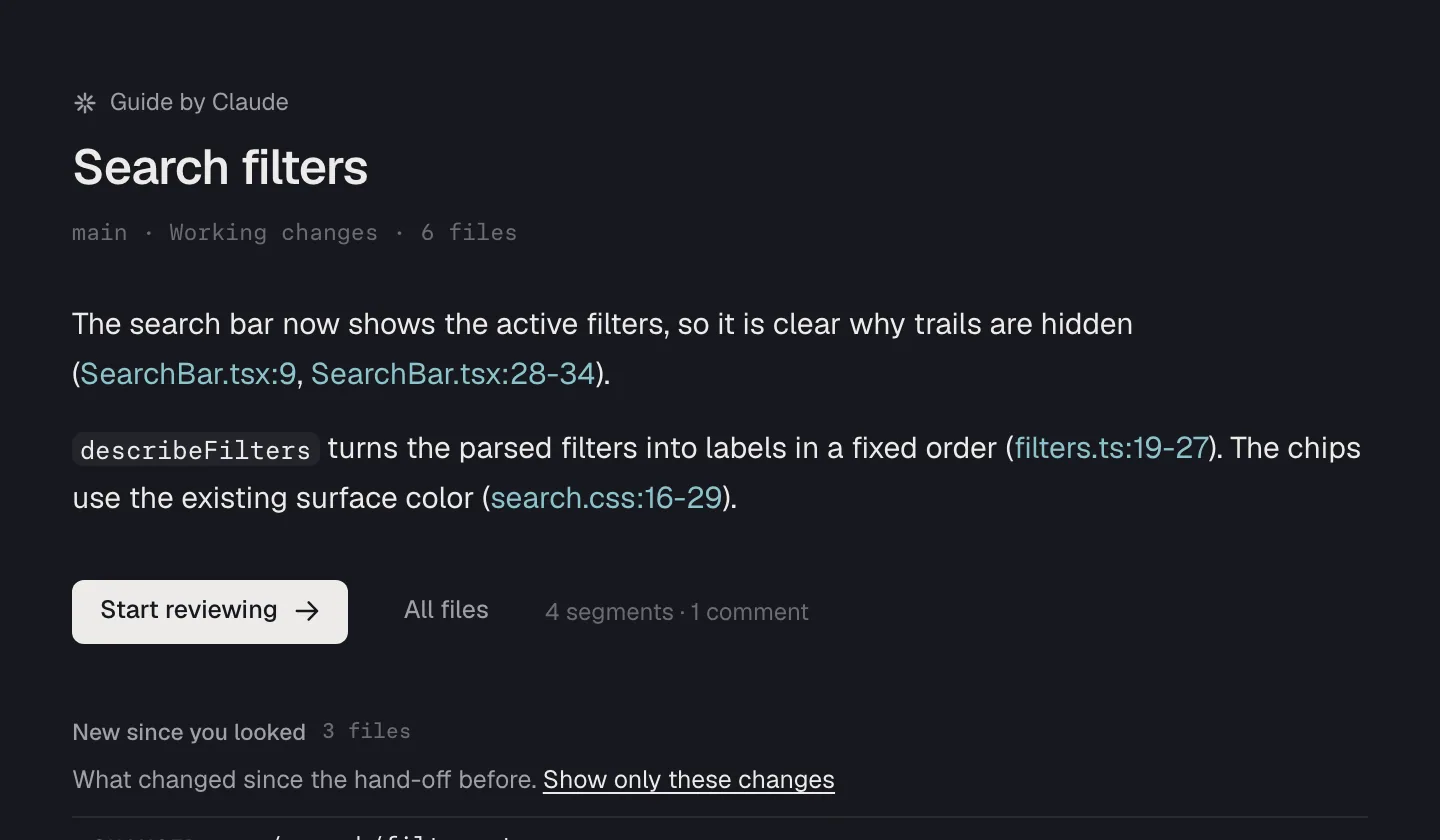 Guide by Claude
Search filters
main · Working changes · 6 files
The search bar now shows the active filters, so it is clear why trails are hidden
(SearchBar.tsx:9, SearchBar.tsx:28-34).
describeFilters turns the parsed filters into labels in a fixed order (filters.ts:19-27). The chips
use the existing surface color (search.css:16-29).
Start reviewing →
All files
4 segments · 1 comment
New since you looked 3 files
What changed since the hand-off before. Show only these changes